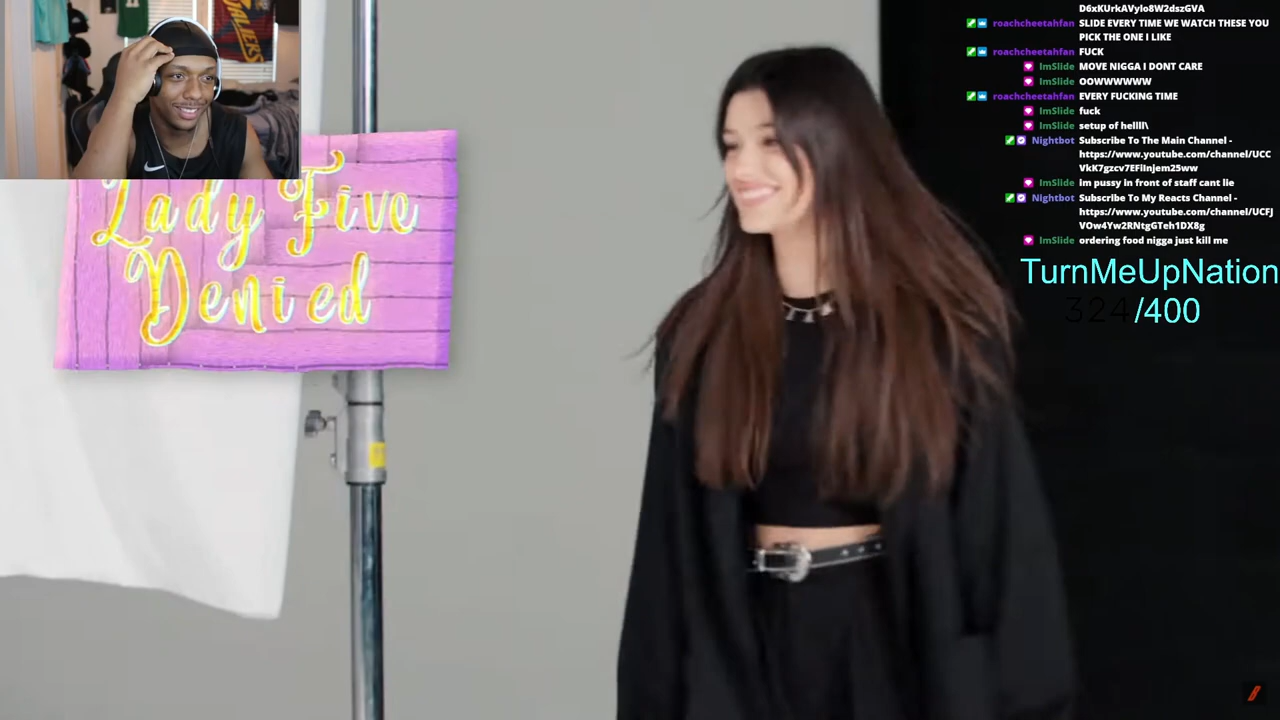 CAVALIERS
Lady Five
Denied
D6xKUrkAVylo8W2dszGVA
roachcheetahfan SLIDE EVERY TIME WE WATCH THESE YOU
PICK THE ONE I LIKE
roachcheetahfan FUCK
ImSlide MOVE NIGGA I DONT CARE
ImSlide OOWWWWWW
roachcheetahfan EVERY FUCKING TIME
ImSlide fuck
ImSlide setup of hellll\
Nightbot Subscribe To The Main Channel -
https://www.youtube.com/channel/UCC
VkK7gzcv7EFiInjem25ww
ImSlide Im pussy in front of staff cant lie
Nightbot Subscribe To My Reacts Channel -
https://www.youtube.com/channel/UCFJ
VOw4Yw2RNtgGTeh1DX8g
ImSlide ordering food nigga just kill me
TurnMeUpNation
324/400